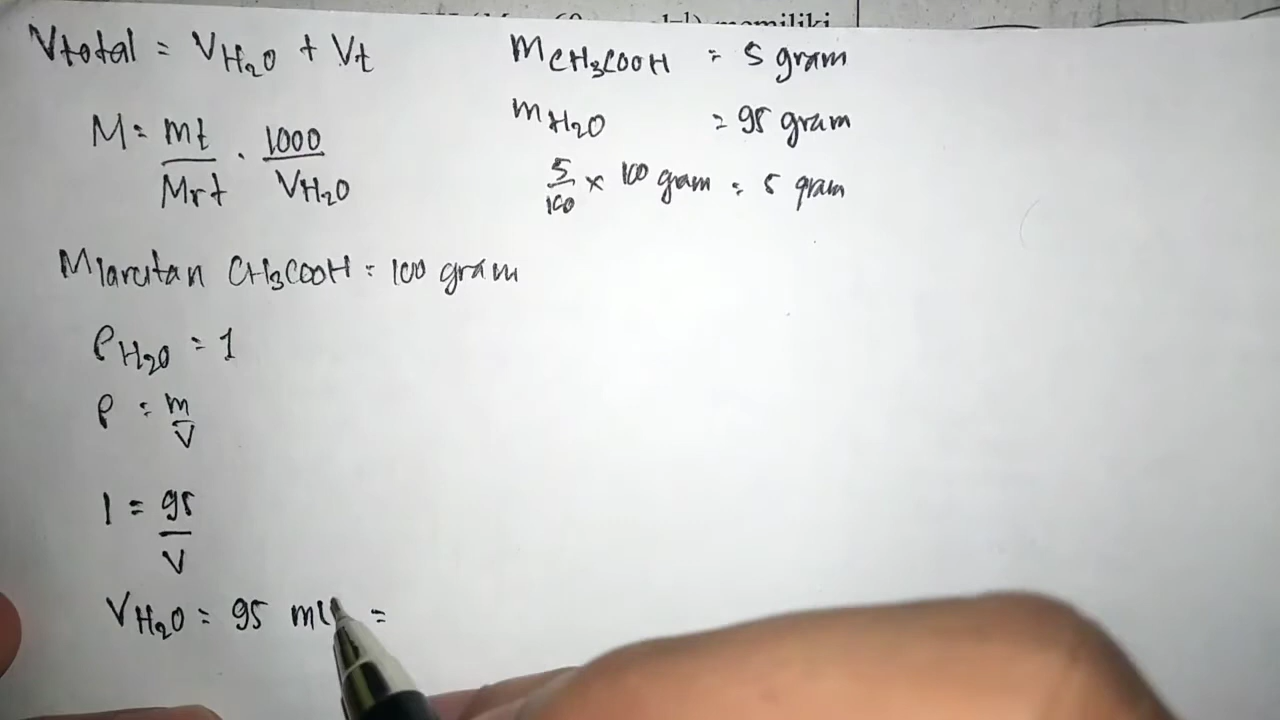 memiliki
Vtotal = VH2O + Vt
M = mt/Mrt . 1000/VH2O
Mlarutan CH3COOH = 100 gram
ρH2O = 1
ρ = m/V
1 = 95/V
VH2O = 95 ml =
mCH3COOH = 5 gram
mH2O = 95 gram
5/100 x 100 gram = 5 gram